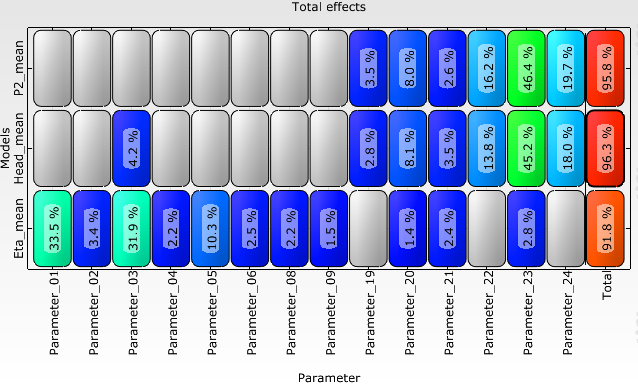 Total effects
Models
P2_mean
3.5 %
8.0 %
2.6 %
16.2 %
46.4 %
19.7 %
95.8 %
Head_mean
4.2 %
2.8 %
8.1 %
3.5 %
13.8 %
45.2 %
18.0 %
96.3 %
Eta_mean
33.5 %
3.4 %
31.9 %
2.2 %
10.3 %
2.5 %
2.2 %
1.5 %
1.4 %
2.4 %
2.8 %
91.8 %
Parameter_01
Parameter_02
Parameter_03
Parameter_04
Parameter_05
Parameter_06
Parameter_08
Parameter_09
Parameter_19
Parameter_20
Parameter_21
Parameter_22
Parameter_23
Parameter_24
Total
Parameter